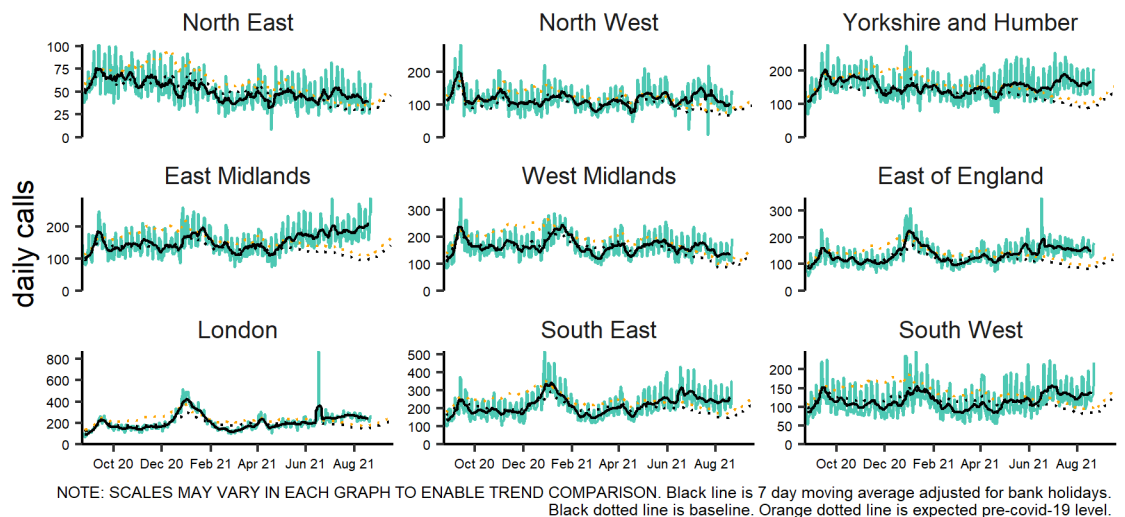 North East
North West
Yorkshire and Humber
100
75
50
25
0
200
100
0
200
100
0
daily calls
East Midlands
West Midlands
East of England
200
100
0
300
200
100
0
300
200
100
0
London
South East
South West
800
600
400
200
0
500
400
300
200
100
0
200
150
100
50
0
Oct 20 Dec 20 Feb 21 Apr 21 Jun 21 Aug 21
Oct 20 Dec 20 Feb 21 Apr 21 Jun 21 Aug 21
Oct 20 Dec 20 Feb 21 Apr 21 Jun 21 Aug 21
NOTE: SCALES MAY VARY IN EACH GRAPH TO ENABLE TREND COMPARISON. Black line is 7 day moving average adjusted for bank holidays.
Black dotted line is baseline. Orange dotted line is expected pre-covid-19 level.